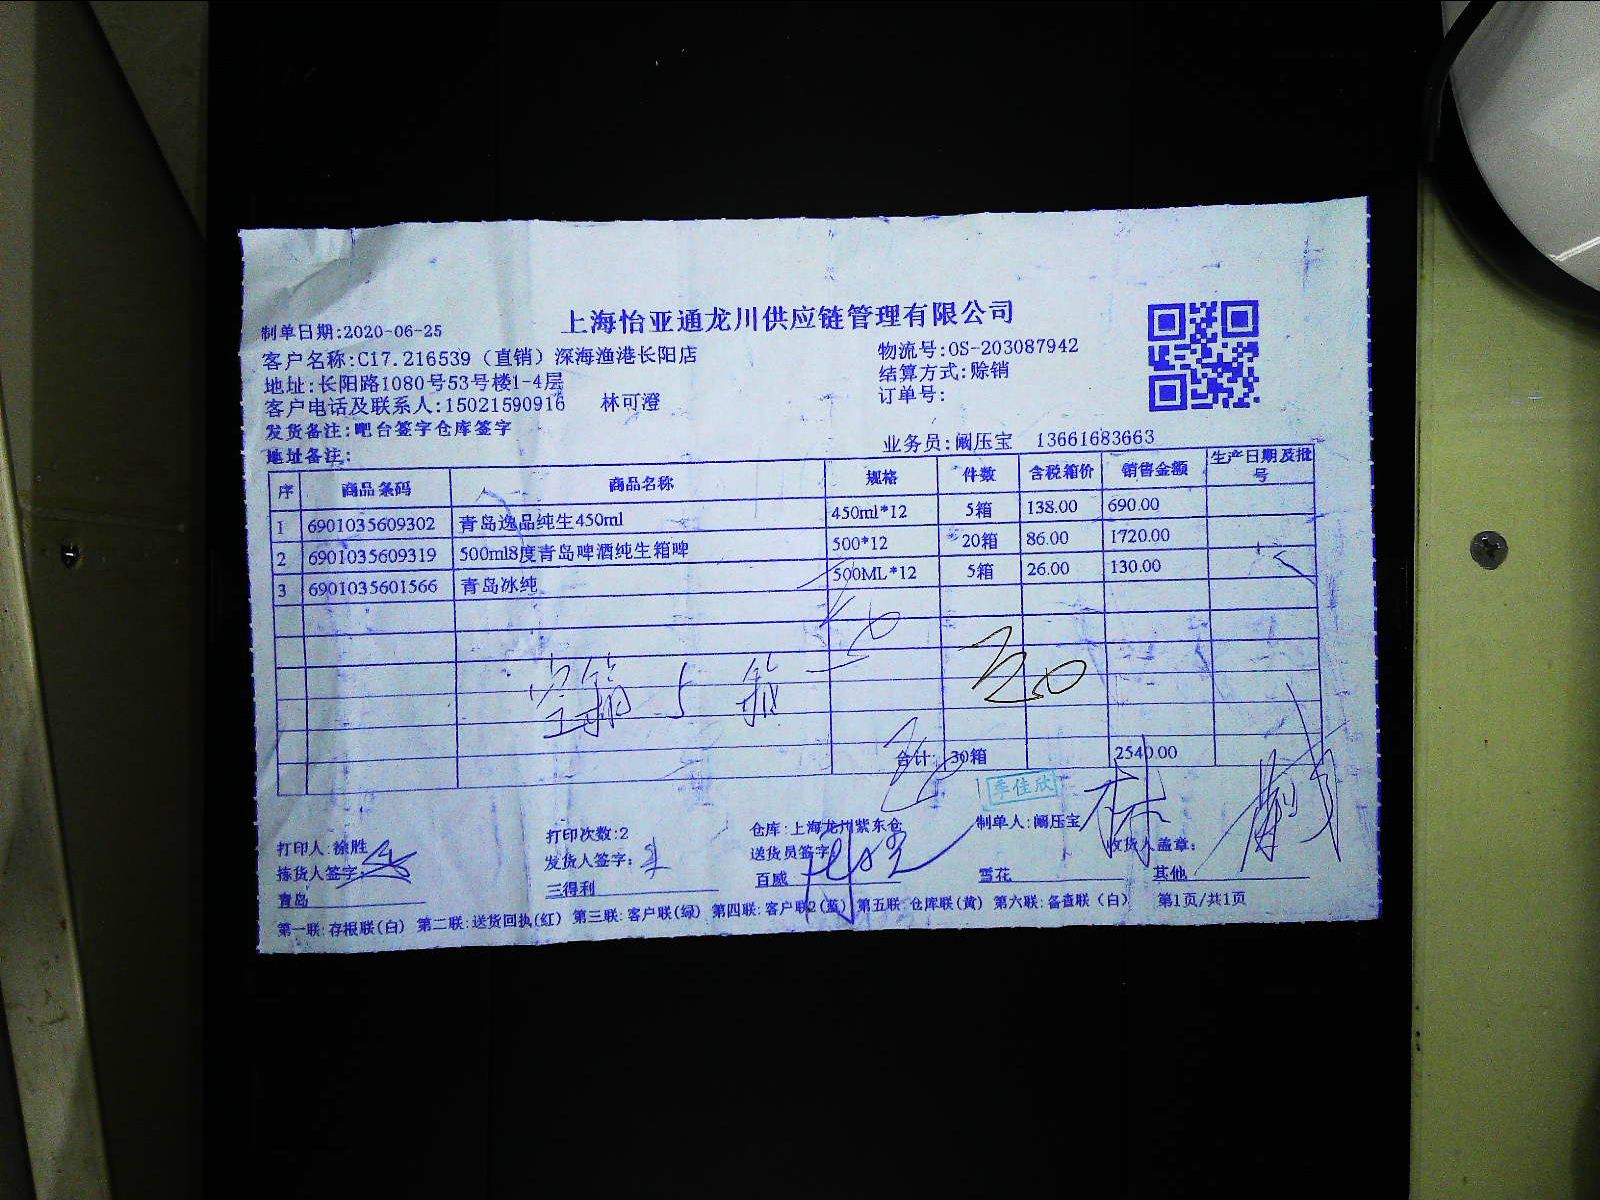 上海怡亚通龙川供应链管理有限公司
制单日期:2020-06-25
客户名称:C17.216539（直销）深海渔港长阳店 物流号:OS-203087942
地址:长阳路1080号53号楼1-4层 结算方式:赊销
客户电话及联系人:15021590916 林可澄 订单号:
发货备注:吧台签字仓库签字
地址备注: 业务员:阚压宝 13661683663
序 商品条码 商品名称 规格 件数 含税箱价 销售金额 生产日期及批号
1 6901035609302 青岛逸品纯生450ml 450ml*12 5箱 138.00 690.00
2 6901035609319 500ml8度青岛啤酒纯生箱啤 500*12 20箱 86.00 1720.00
3 6901035601566 青岛冰纯 500ML*12 5箱 26.00 130.00
空箱 5 箱
合计: 30箱 2540.00
李佳欣
打印人:徐胜 打印次数:2 仓库:上海龙川紫东仓 制单人:阚压宝
拣货人签字: 发货人签字: 送货员签字: 收货人盖章:
青岛 三得利 百威 雪花 其他
第一联:存根联(白) 第二联:送货回执(红) 第三联:客户联(绿) 第四联:客户联2(蓝) 第五联:仓库联(黄) 第六联:备查联(白) 第1页/共1页